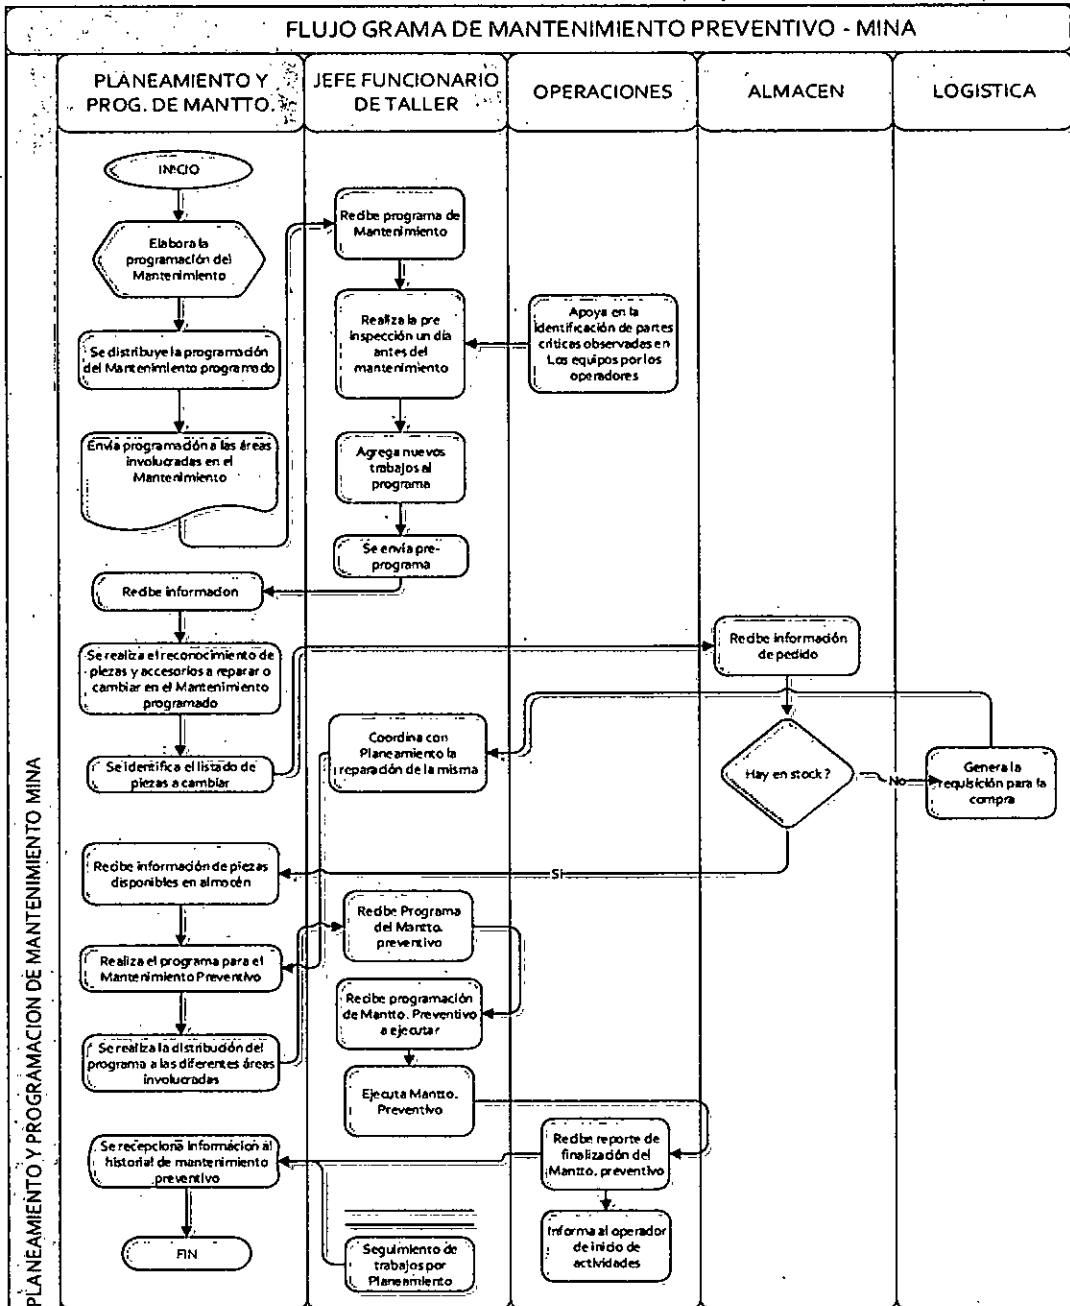 FLUJO GRAMA DE MANTENIMIENTO PREVENTIVO - MINA
PLANEAMIENTO Y
PROG. DE MANTTO.
JEFE FUNCIONARIO
DE TALLER
OPERACIONES
ALMACEN
LOGISTICA
PLANEAMIENTO Y PROGRAMACION DE MANTENIMIENTO MINA
INICIO
Elabora la
programación del
Mantenimiento
Se distribuye la programación
del Mantenimiento programado
Envía programación a las áreas
involucradas en el
Mantenimiento
Recibe programa de
Mantenimiento
Realiza la pre
inspección un día
antes del
mantenimiento
Apoya en la
identificación de partes
críticas observadas en
Los equipos por los
operadores
Agrega nuevos
trabajos al
programa
Se envía pre-
programa
Recibe informacion
Se realiza el reconocimiento de
piezas y accesorios a reparar o
cambiar en el Mantenimiento
programado
Se identifica el listado de
piezas a cambiar
Recibe información
de pedido
Hay en stock?
No
Genera la
requisición para la
compra
Coordina con
Planeamiento la
reparación de la misma
Si
Recibe información de piezas
disponibles en almacén
Realiza el programa para el
Mantenimiento Preventivo
Se realiza la distribución del
programa a las diferentes áreas
involucradas
Recibe Programa
del Mantto.
preventivo
Recibe programación
de Mantto. Preventivo
a ejecutar
Ejecuta Mantto.
Preventivo
Recibe reporte de
finalización del
Mantto. preventivo
Informa al operador
de inicio de
actividades
Se recepciona informacion al
historial de mantenimiento
preventivo
Seguimiento de
trabajos por
Planeamiento
FIN